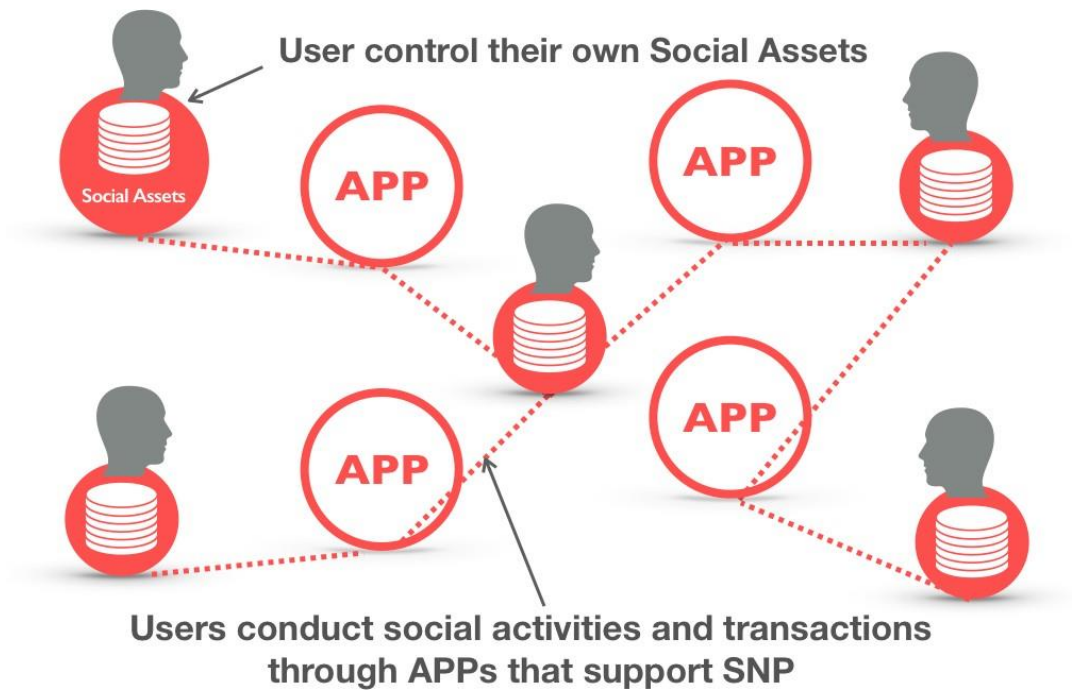 User control their own Social Assets
APP
APP
Social Assets
APP
APP
Users conduct social activities and transactions
through APPs that support SNP